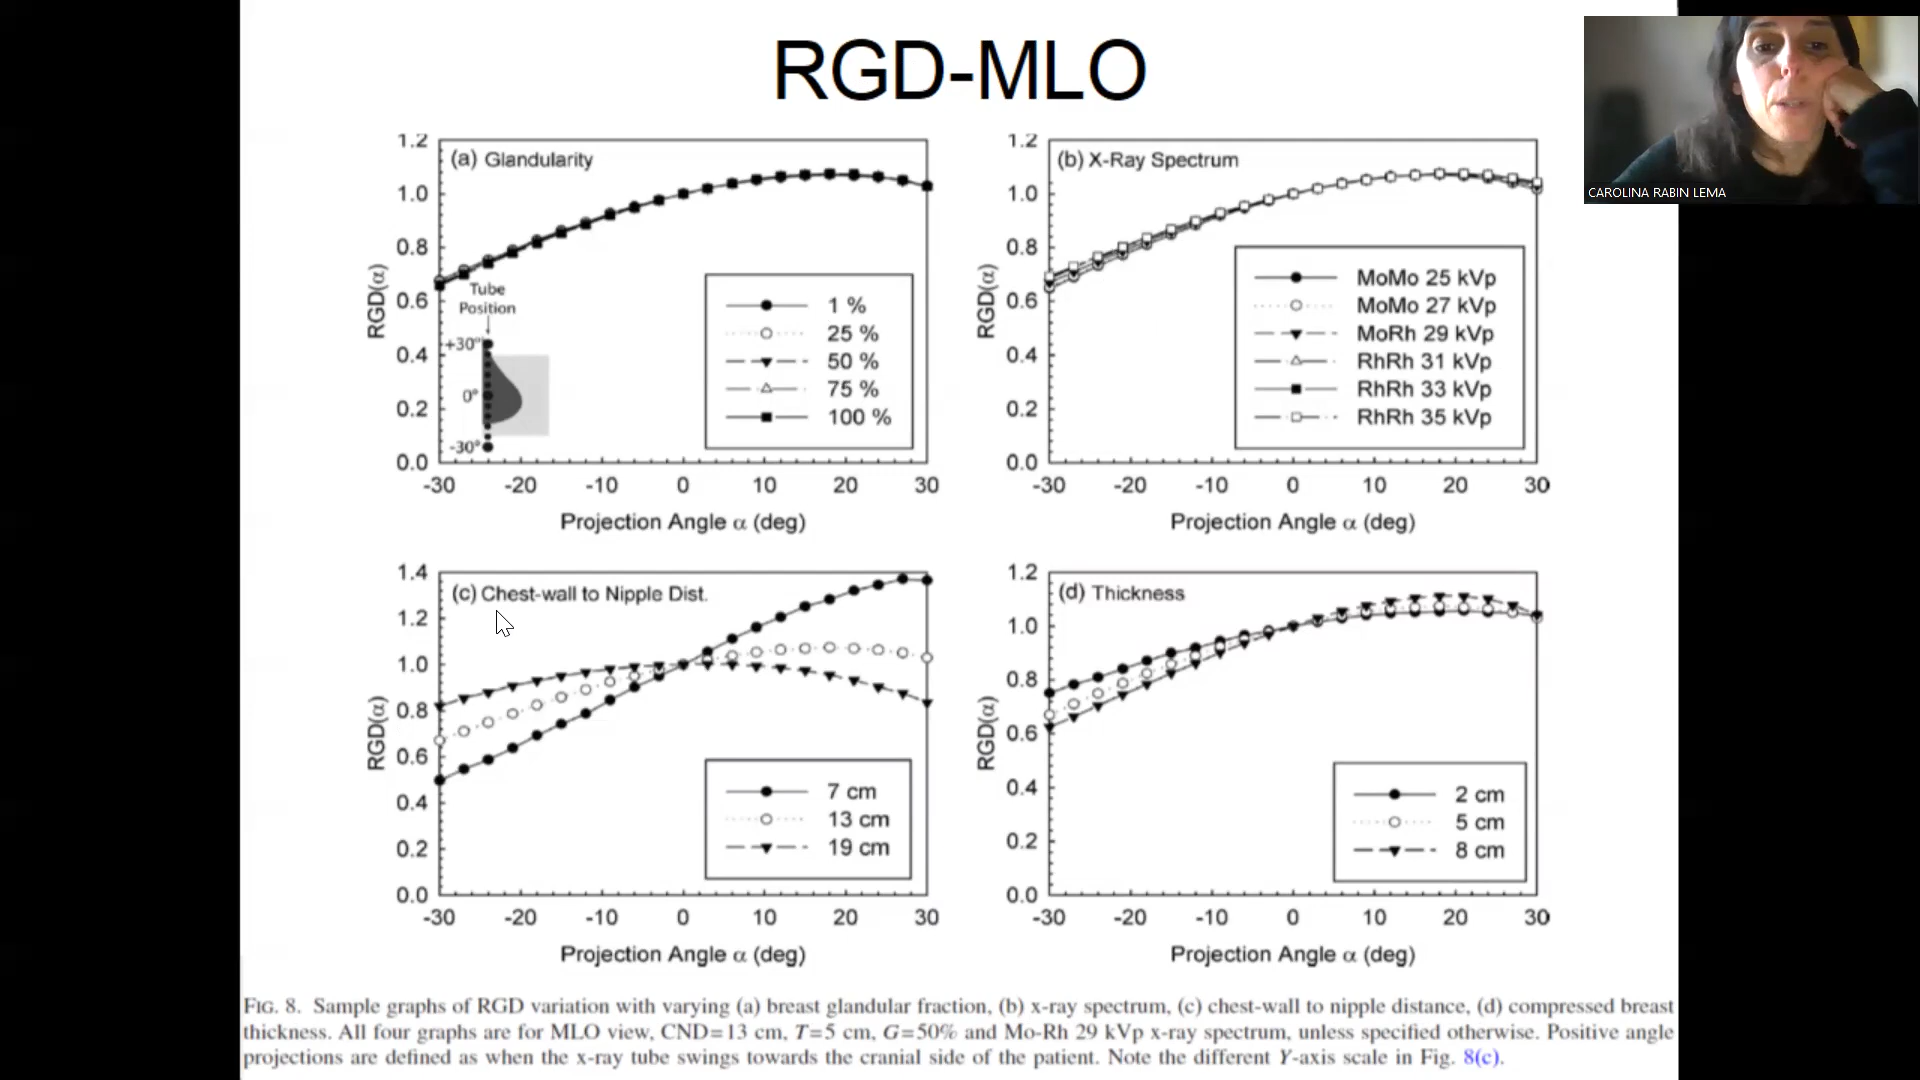 RGD-MLO
CAROLINA RABIN LEMA
(a) Glandularity
1.2
1.0
0.8
0.6
0.4
0.2
0.0
RGD(α)
Tube
Position
+30°
0°
-30°
1 %
25 %
50 %
75 %
100 %
-30 -20 -10 0 10 20 30
Projection Angle α (deg)
(b) X-Ray Spectrum
1.2
1.0
0.8
0.6
0.4
0.2
0.0
RGD(α)
MoMo 25 kVp
MoMo 27 kVp
MoRh 29 kVp
RhRh 31 kVp
RhRh 33 kVp
RhRh 35 kVp
-30 -20 -10 0 10 20 30
Projection Angle α (deg)
(c) Chest-wall to Nipple Dist.
1.4
1.2
1.0
0.8
0.6
0.4
0.2
0.0
RGD(α)
7 cm
13 cm
19 cm
-30 -20 -10 0 10 20 30
Projection Angle α (deg)
(d) Thickness
1.2
1.0
0.8
0.6
0.4
0.2
0.0
RGD(α)
2 cm
5 cm
8 cm
-30 -20 -10 0 10 20 30
Projection Angle α (deg)
FIG. 8. Sample graphs of RGD variation with varying (a) breast glandular fraction, (b) x-ray spectrum, (c) chest-wall to nipple distance, (d) compressed breast
thickness. All four graphs are for MLO view, CND=13 cm, T=5 cm, G=50% and Mo-Rh 29 kVp x-ray spectrum, unless specified otherwise. Positive angle
projections are defined as when the x-ray tube swings towards the cranial side of the patient. Note the different Y-axis scale in Fig. 8(c).